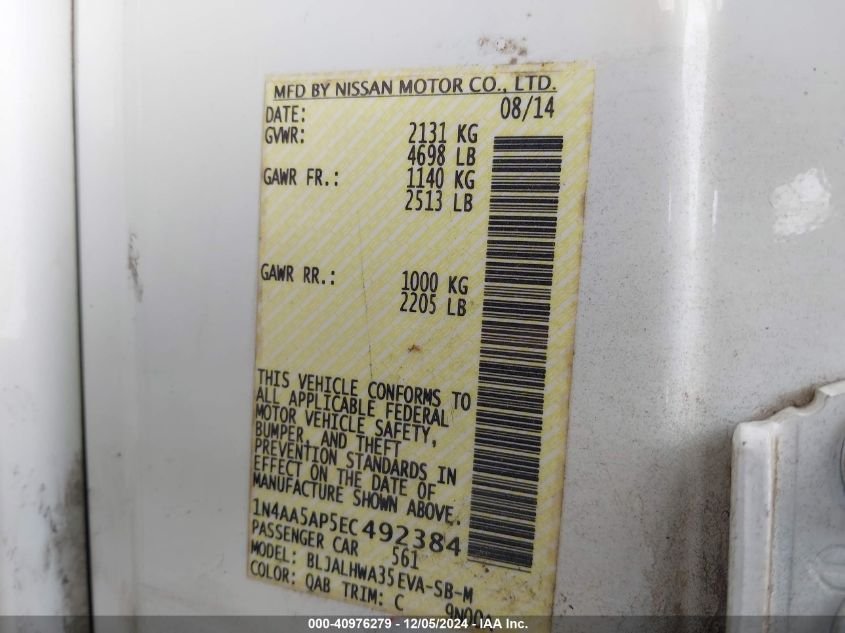 MFD BY NISSAN MOTOR CO., LTD.
DATE: 08/14
GVWR: 2131 KG
4698 LB
GAWR FR.: 1140 KG
2513 LB
GAWR RR.: 1000 KG
2205 LB
THIS VEHICLE CONFORMS TO
ALL APPLICABLE FEDERAL
MOTOR VEHICLE SAFETY,
BUMPER, AND THEFT
PREVENTION STANDARDS IN
EFFECT ON THE DATE OF
MANUFACTURE SHOWN ABOVE.
1N4AA5AP5EC492384
PASSENGER CAR 561
MODEL: BLJALHWA35EVA-SB-M
COLOR: QAB TRIM: C
000-40976279 - 12/05/2024 - IAA Inc.